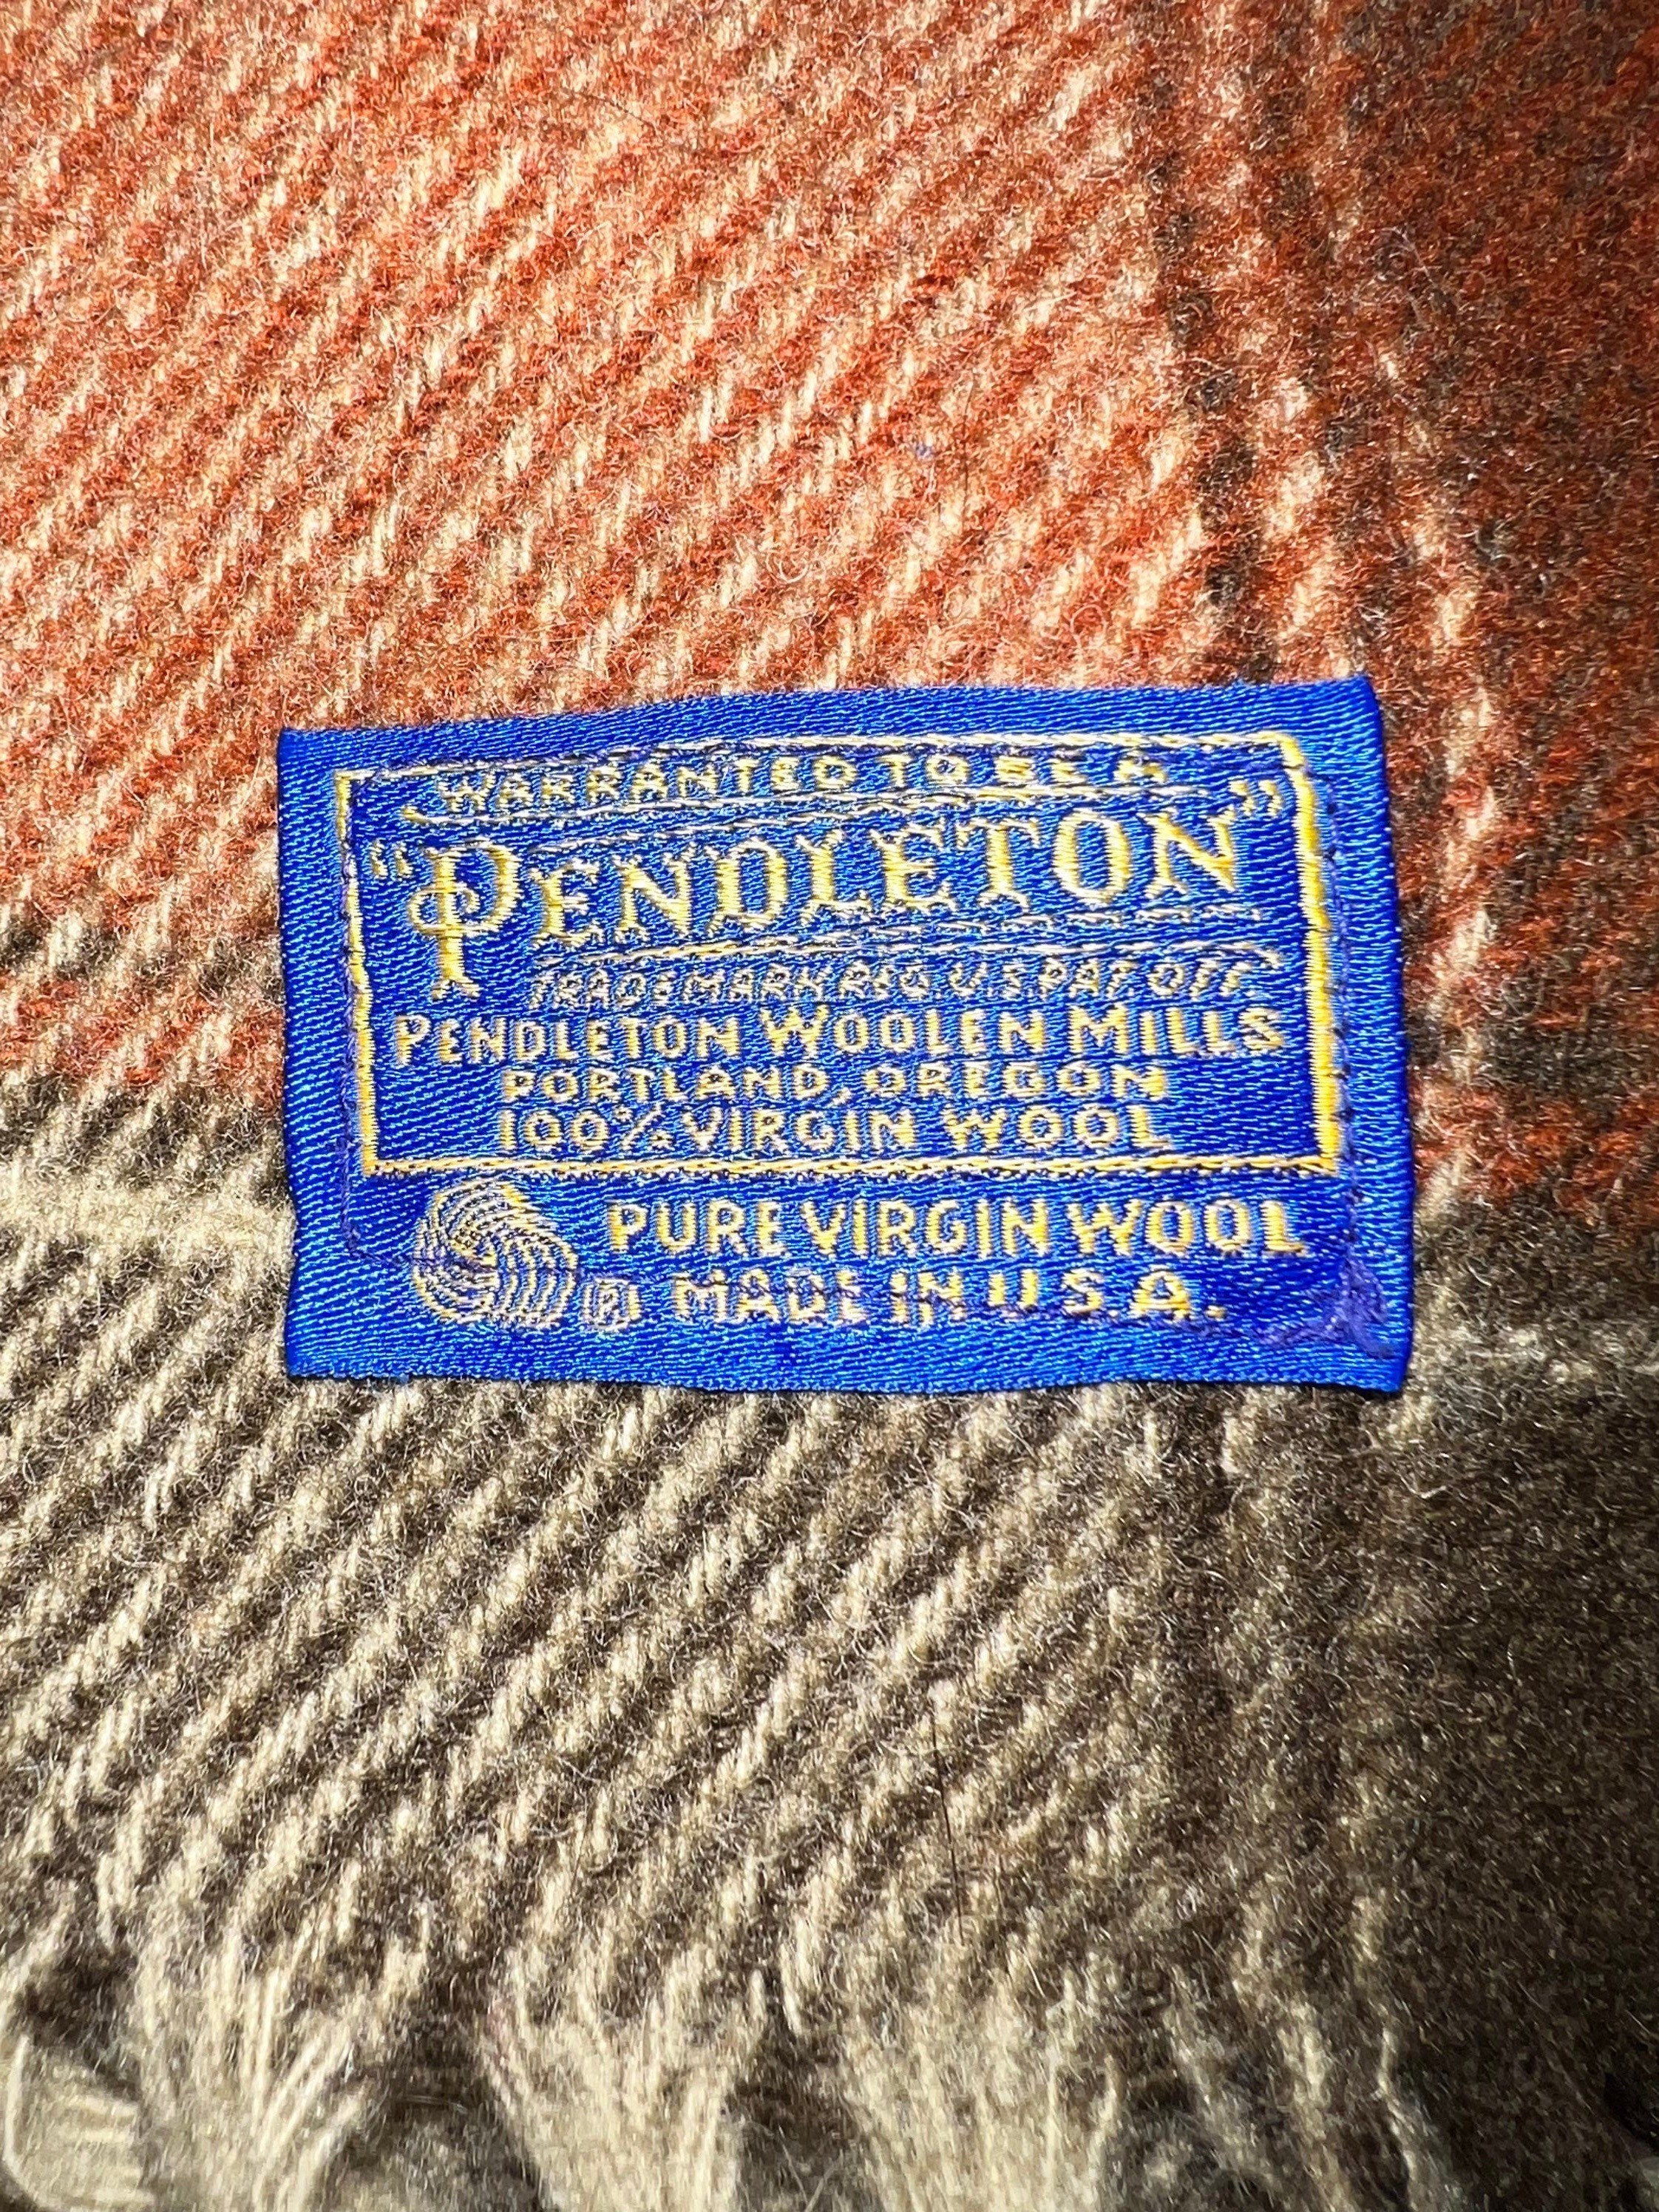 WARRANTED TO BE A
"PENDLETON"
TRADEMARK REG. U.S. PAT. OFF.
PENDLETON WOOLEN MILLS
PORTLAND, OREGON
100% VIRGIN WOOL
PURE VIRGIN WOOL
® MADE IN U.S.A.